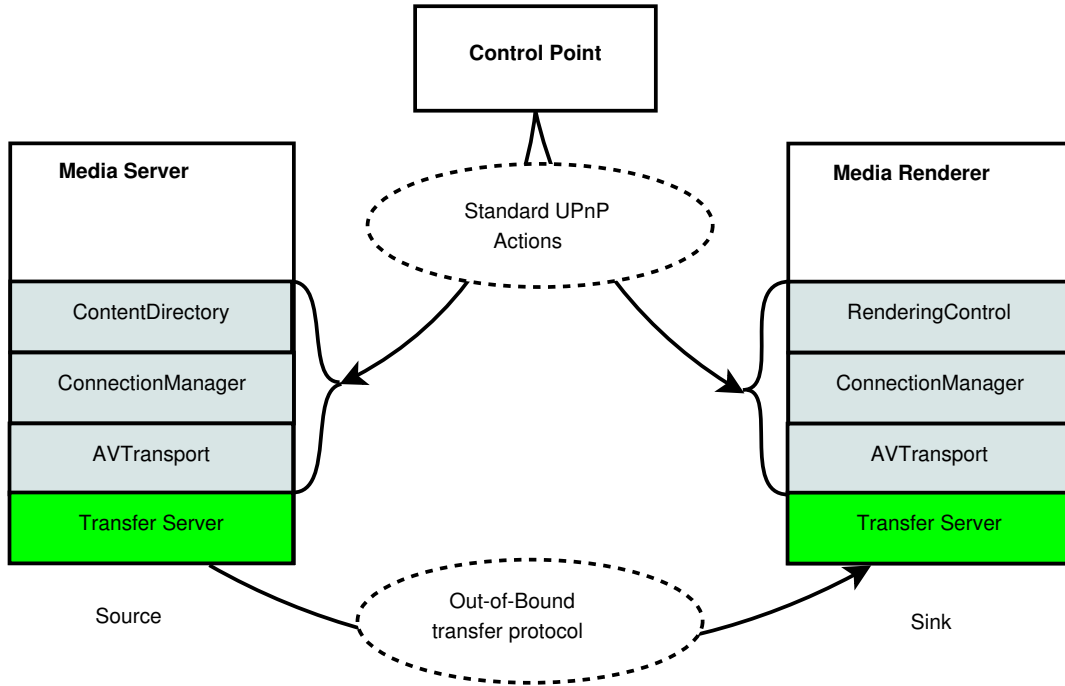 Control Point
Media Server
Media Renderer
Standard UPnP
Actions
ContentDirectory
ConnectionManager
AVTransport
Transfer Server
RenderingControl
ConnectionManager
AVTransport
Transfer Server
Source
Out-of-Bound
transfer protocol
Sink